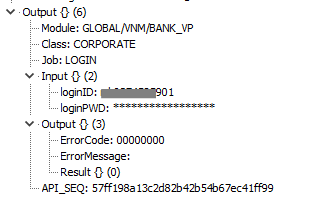 Output {} (6)
Module: GLOBAL/VNM/BANK_VP
Class: CORPORATE
Job: LOGIN
Input {} (2)
loginID: 901
loginPWD: *****************
Output {} (3)
ErrorCode: 00000000
ErrorMessage:
Result {} (0)
API_SEQ: 57ff198a13c2d82b42b54b67ec41ff99